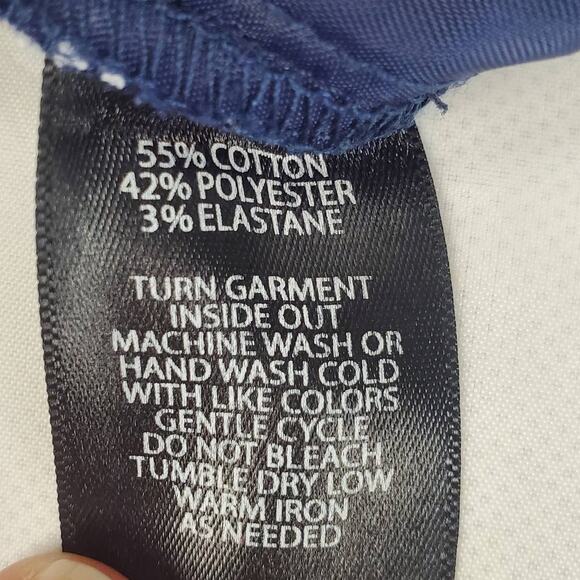 55% COTTON
42% POLYESTER
3% ELASTANE
TURN GARMENT
INSIDE OUT
MACHINE WASH OR
HAND WASH COLD
WITH LIKE COLORS
GENTLE CYCLE
DO NOT BLEACH
TUMBLE DRY LOW
WARM IRON
AS NEEDED